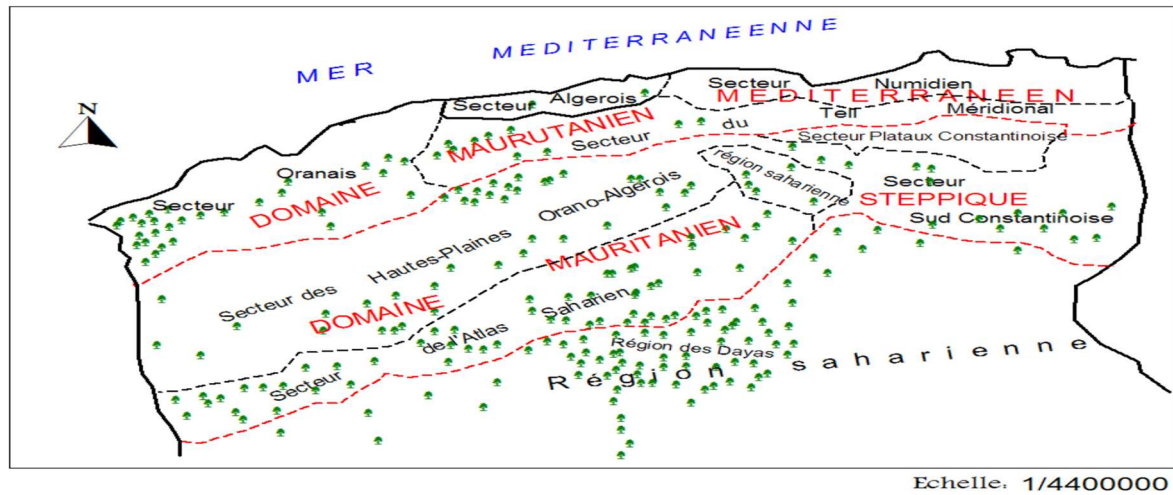 MER MEDITERRANEENNE
N
Secteur Algerois
Secteur Numidien
DOMAINE MAURUTANIEN MEDITERRANEEN
Secteur Oranais
Secteur du Tell Méridional
Secteur Plataux Constantinoise
région saharienne
Secteur des Hautes-Plaines Orano-Algerois
DOMAINE MAURITANIEN STEPPIQUE
Secteur Sud Constantinoise
Secteur de l'Atlas Saharien
Région des Dayas
Région saharienne
Echelle: 1/4400000